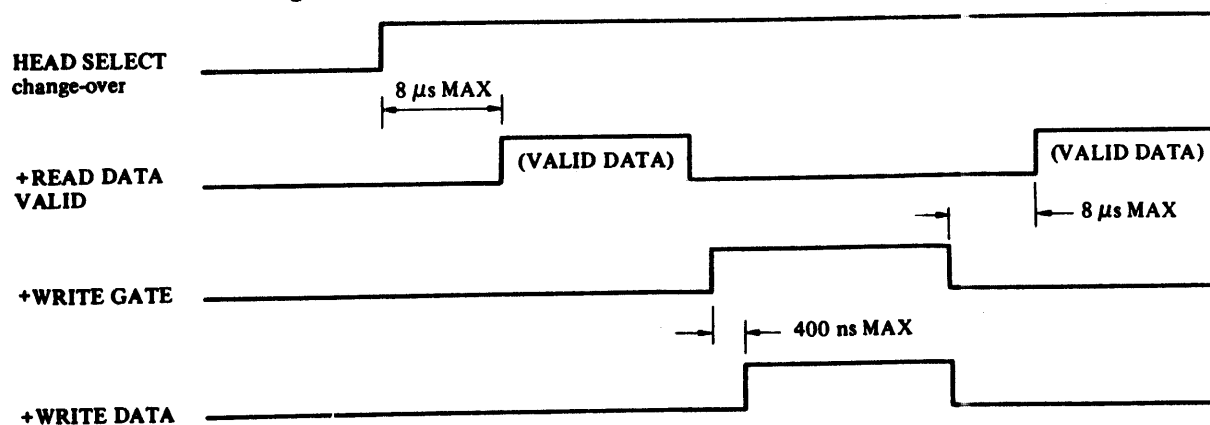 HEAD SELECT
change-over
8 μs MAX
(VALID DATA)
(VALID DATA)
+READ DATA
VALID
8 μs MAX
+WRITE GATE
400 ns MAX
+WRITE DATA